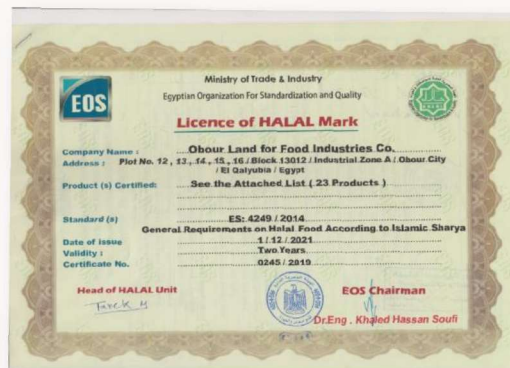 Ministry of Trade & Industry
EOS
Egyptian Organization For Standardization and Quality
Licence of HALAL Mark
Company Name : Obour Land for Food Industries Co.
Address : Plot No. 12 , 13 , 14 , 15 , 16 / Block 13012 / Industrial Zone A / Obour City
/ El Qalyubia / Egypt
Product (s) Certified: See the Attached List ( 23 Products )
Standard (s) ES: 4249 / 2014
General Requirements on Halal Food According to Islamic Sharya
Date of issue 1 / 12 / 2021
Validity : Two Years
Certificate No. 0245 / 2019
Head of HALAL Unit
EOS Chairman
Tarek M
Dr.Eng . Khaled Hassan Soufi